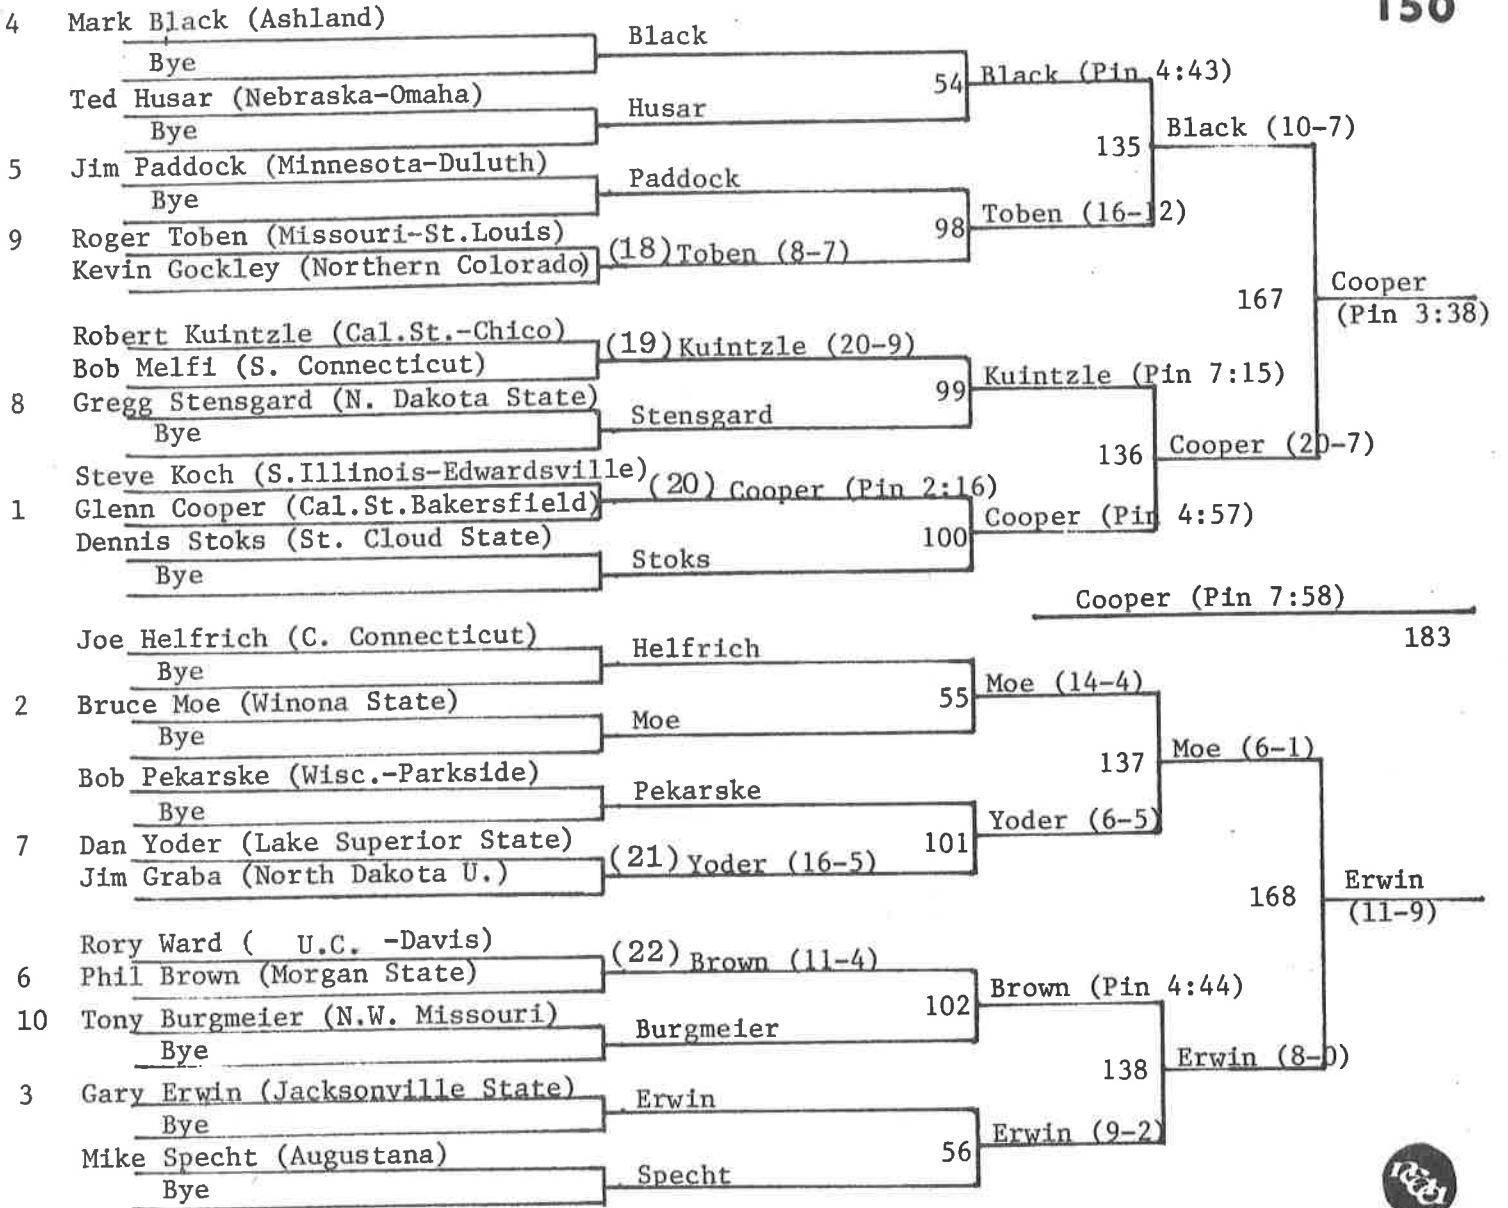 150
4 Mark Black (Ashland)
Black
Bye
54 Black (Pin 4:43)
Ted Husar (Nebraska-Omaha)
Husar
Bye
135 Black (10-7)
5 Jim Paddock (Minnesota-Duluth)
Paddock
Bye
98 Toben (16-12)
9 Roger Toben (Missouri-St.Louis)
(18) Toben (8-7)
Kevin Gockley (Northern Colorado)
167 Cooper
(Pin 3:38)
Robert Kuintzle (Cal.St.-Chico)
(19) Kuintzle (20-9)
Bob Melfi (S. Connecticut)
99 Kuintzle (Pin 7:15)
8 Gregg Stensgard (N. Dakota State)
Stensgard
Bye
136 Cooper (20-7)
Steve Koch (S.Illinois-Edwardsville)
(20) Cooper (Pin 2:16)
1 Glenn Cooper (Cal.St.Bakersfield)
100 Cooper (Pin 4:57)
Dennis Stoks (St. Cloud State)
Stoks
Bye
Cooper (Pin 7:58)
183
Joe Helfrich (C. Connecticut)
Helfrich
Bye
55 Moe (14-4)
2 Bruce Moe (Winona State)
Moe
Bye
137 Moe (6-1)
Bob Pekarske (Wisc.-Parkside)
Pekarske
Bye
101 Yoder (6-5)
7 Dan Yoder (Lake Superior State)
(21) Yoder (16-5)
Jim Graba (North Dakota U.)
168 Erwin
(11-9)
Rory Ward ( U.C. -Davis)
(22) Brown (11-4)
6 Phil Brown (Morgan State)
102 Brown (Pin 4:44)
10 Tony Burgmeier (N.W. Missouri)
Burgmeier
Bye
138 Erwin (8-0)
3 Gary Erwin (Jacksonville State)
Erwin
Bye
56 Erwin (9-2)
Mike Specht (Augustana)
Specht
Bye